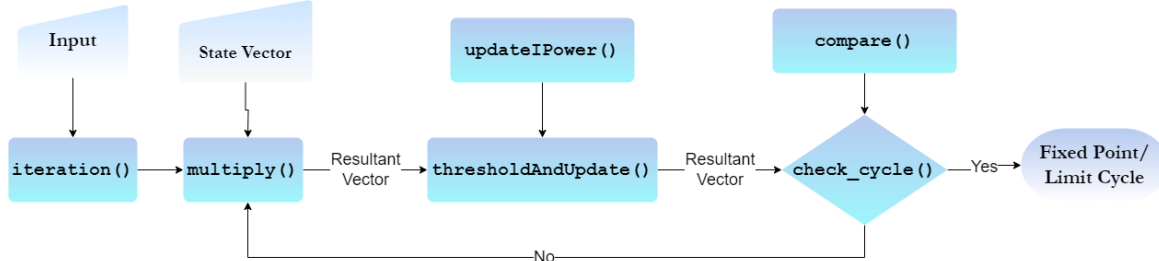 Input
State Vector
updateIPower()
compare()
iteration()
multiply()
Resultant
Vector
thresholdAndUpdate()
Resultant
Vector
check_cycle()
Yes
Fixed Point/
Limit Cycle
No